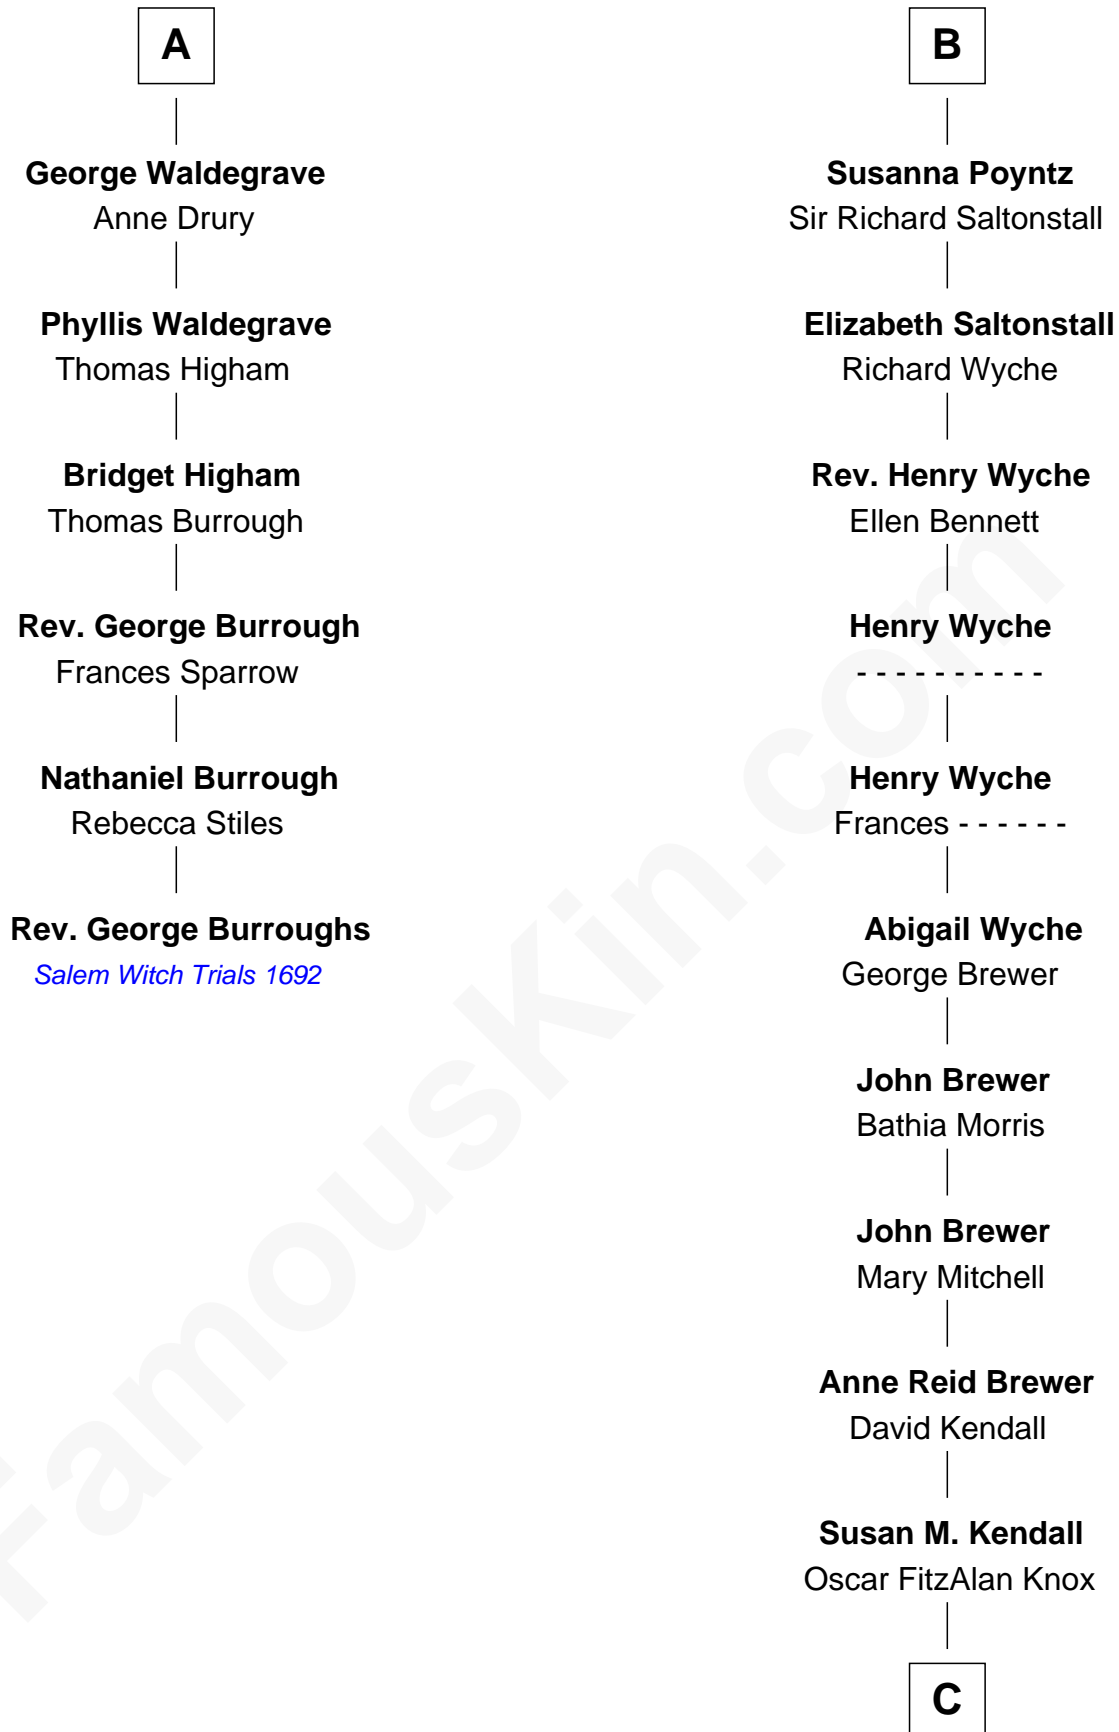 A
George Waldegrave
Anne Drury
Phyllis Waldegrave
Thomas Higham
Bridget Higham
Thomas Burrough
Rev. George Burrough
Frances Sparrow
Nathaniel Burrough
Rebecca Stiles
Rev. George Burroughs
Salem Witch Trials 1692
B
Susanna Poyntz
Sir Richard Saltonstall
Elizabeth Saltonstall
Richard Wyche
Rev. Henry Wyche
Ellen Bennett
Henry Wyche
- - - - - - - - - -
Henry Wyche
Frances - - - - - -
Abigail Wyche
George Brewer
John Brewer
Bathia Morris
John Brewer
Mary Mitchell
Anne Reid Brewer
David Kendall
Susan M. Kendall
Oscar FitzAlan Knox
C
FamousKin.com